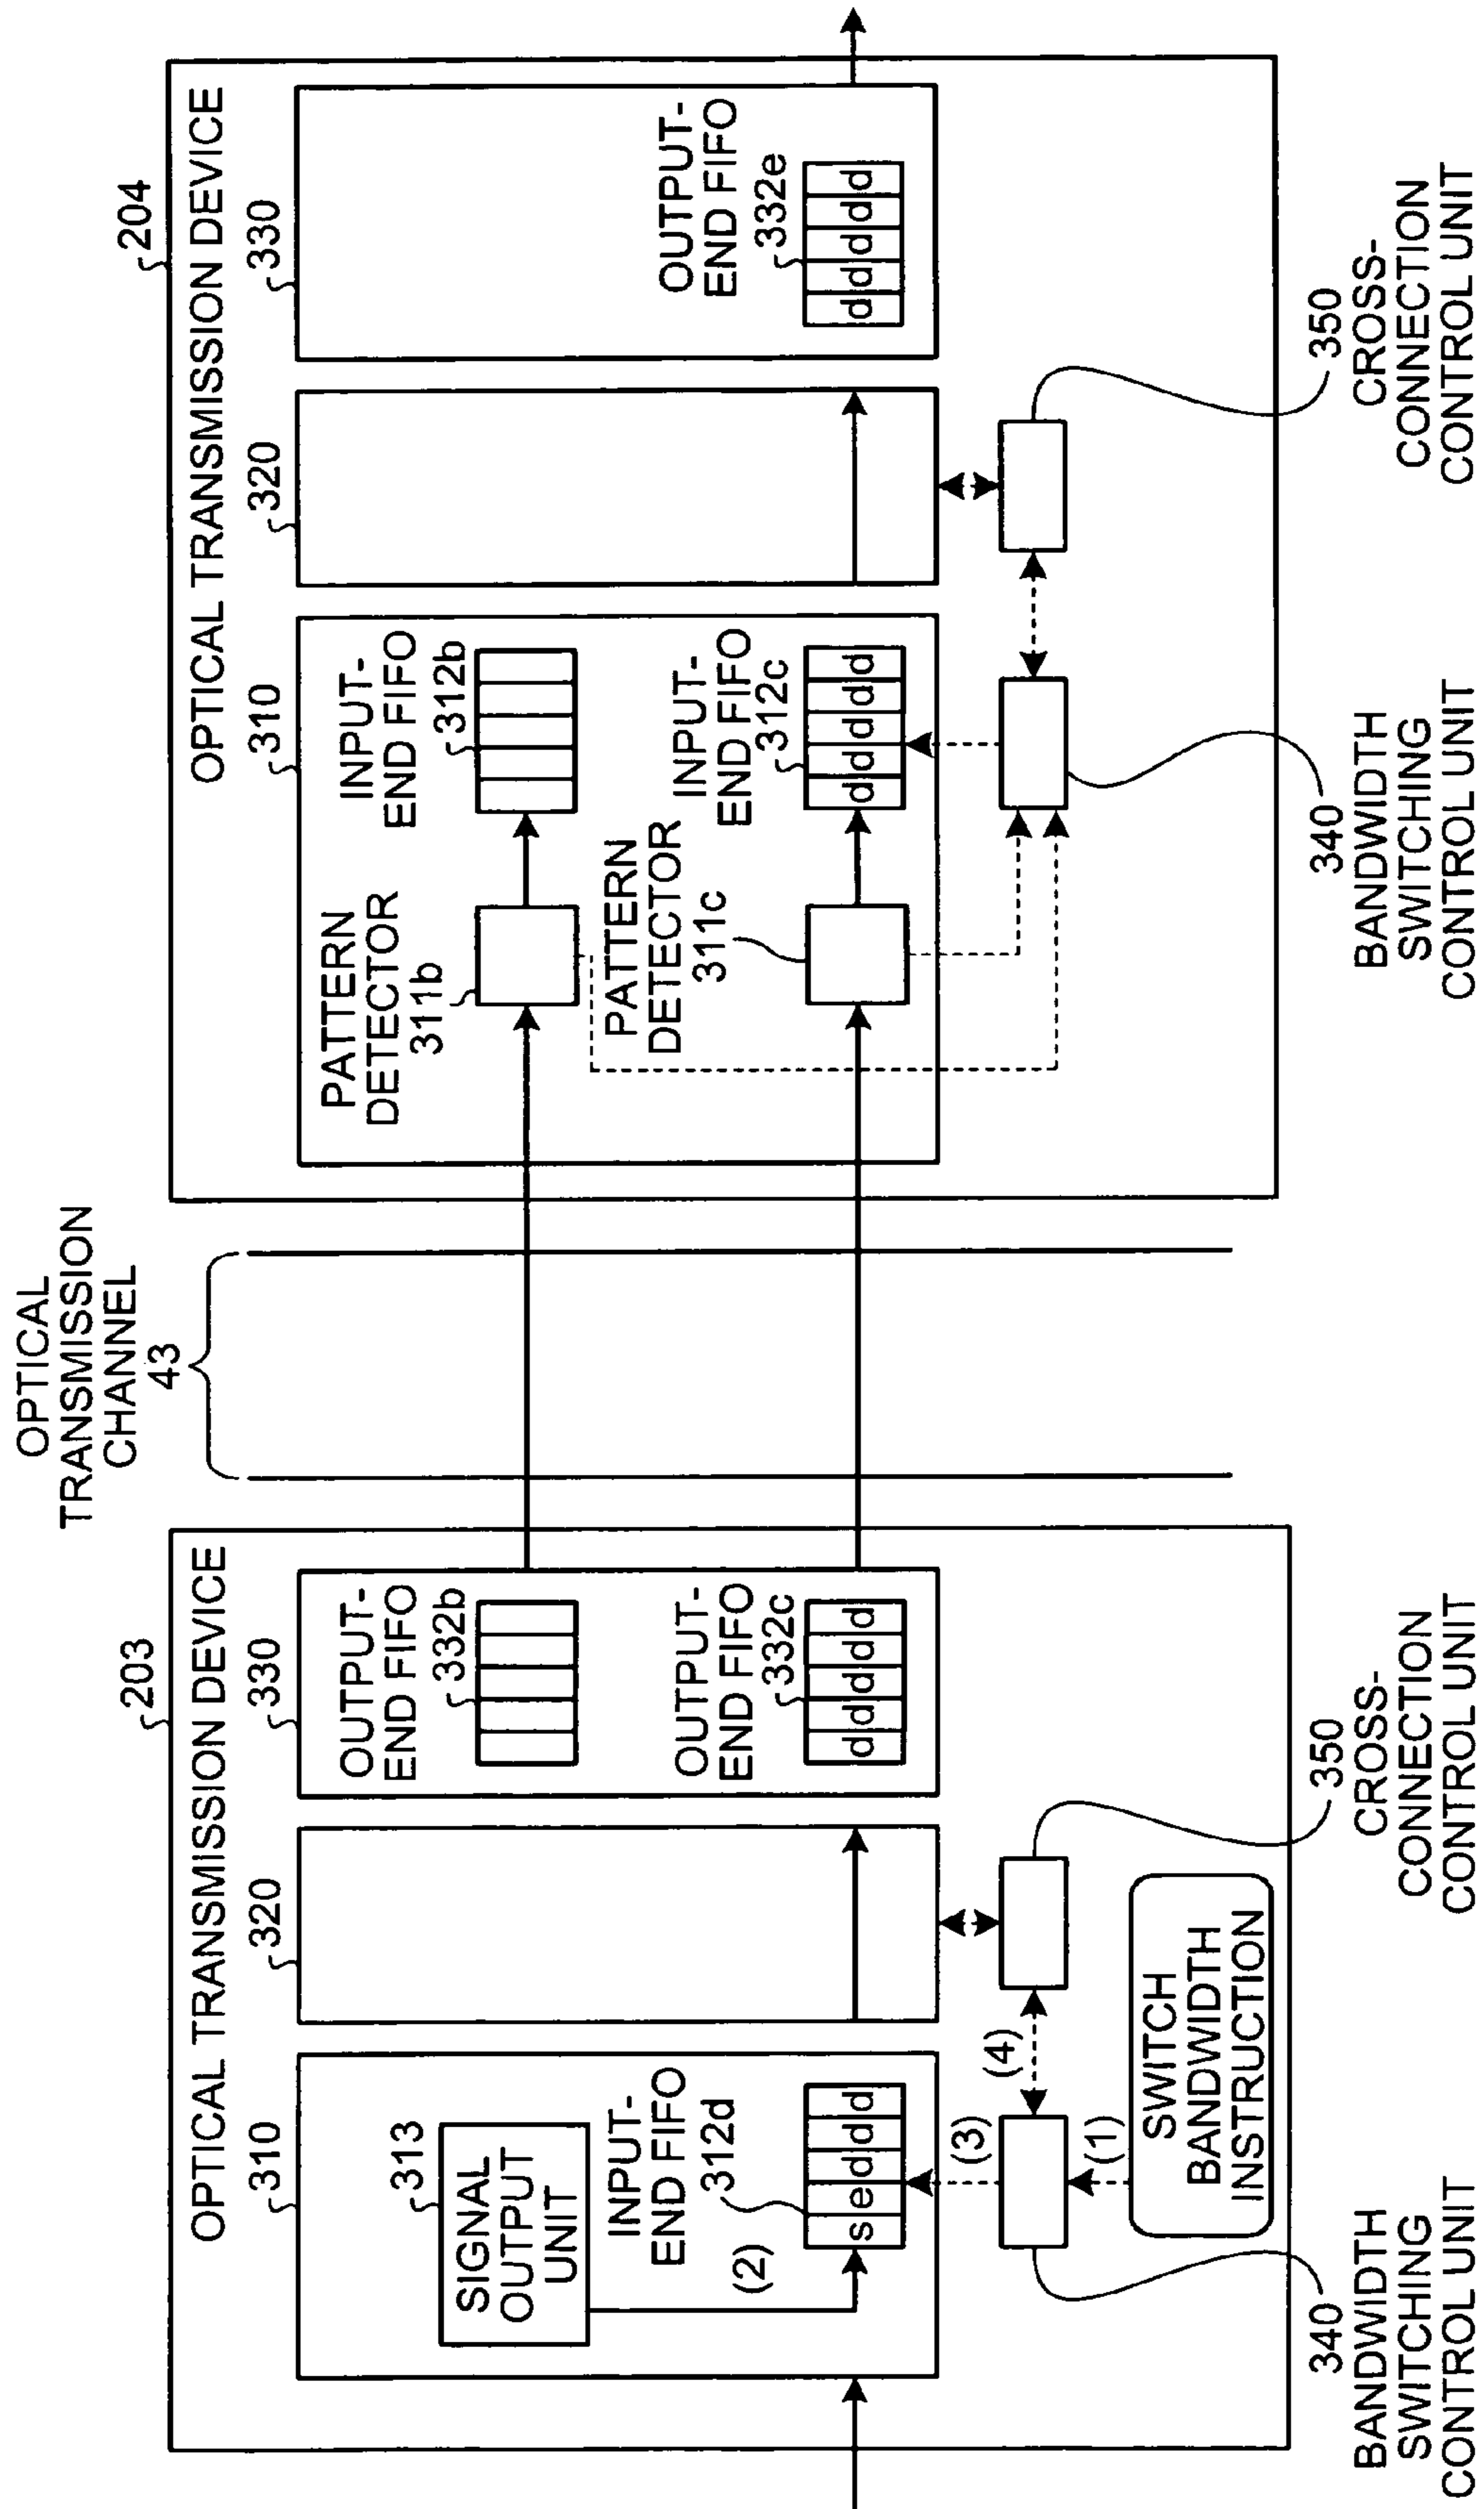 203
OPTICAL TRANSMISSION DEVICE
310
313
SIGNAL
OUTPUT
UNIT
INPUT-
END FIFO
312d
(2)
s e d d d
320
330
OUTPUT-
END FIFO
332b
OUTPUT-
END FIFO
332c
d d d d d
(3)
(4)
(1)
SWITCH
BANDWIDTH
INSTRUCTION
340
BANDWIDTH
SWITCHING
CONTROL UNIT
350
CROSS-
CONNECTION
CONTROL UNIT
OPTICAL
TRANSMISSION
CHANNEL
43
204
OPTICAL TRANSMISSION DEVICE
310
PATTERN
DETECTOR
311b
INPUT-
END FIFO
312b
PATTERN
DETECTOR
311c
INPUT-
END FIFO
312c
d d d d d
320
330
OUTPUT-
END FIFO
332e
d d d d d
340
BANDWIDTH
SWITCHING
CONTROL UNIT
350
CROSS-
CONNECTION
CONTROL UNIT